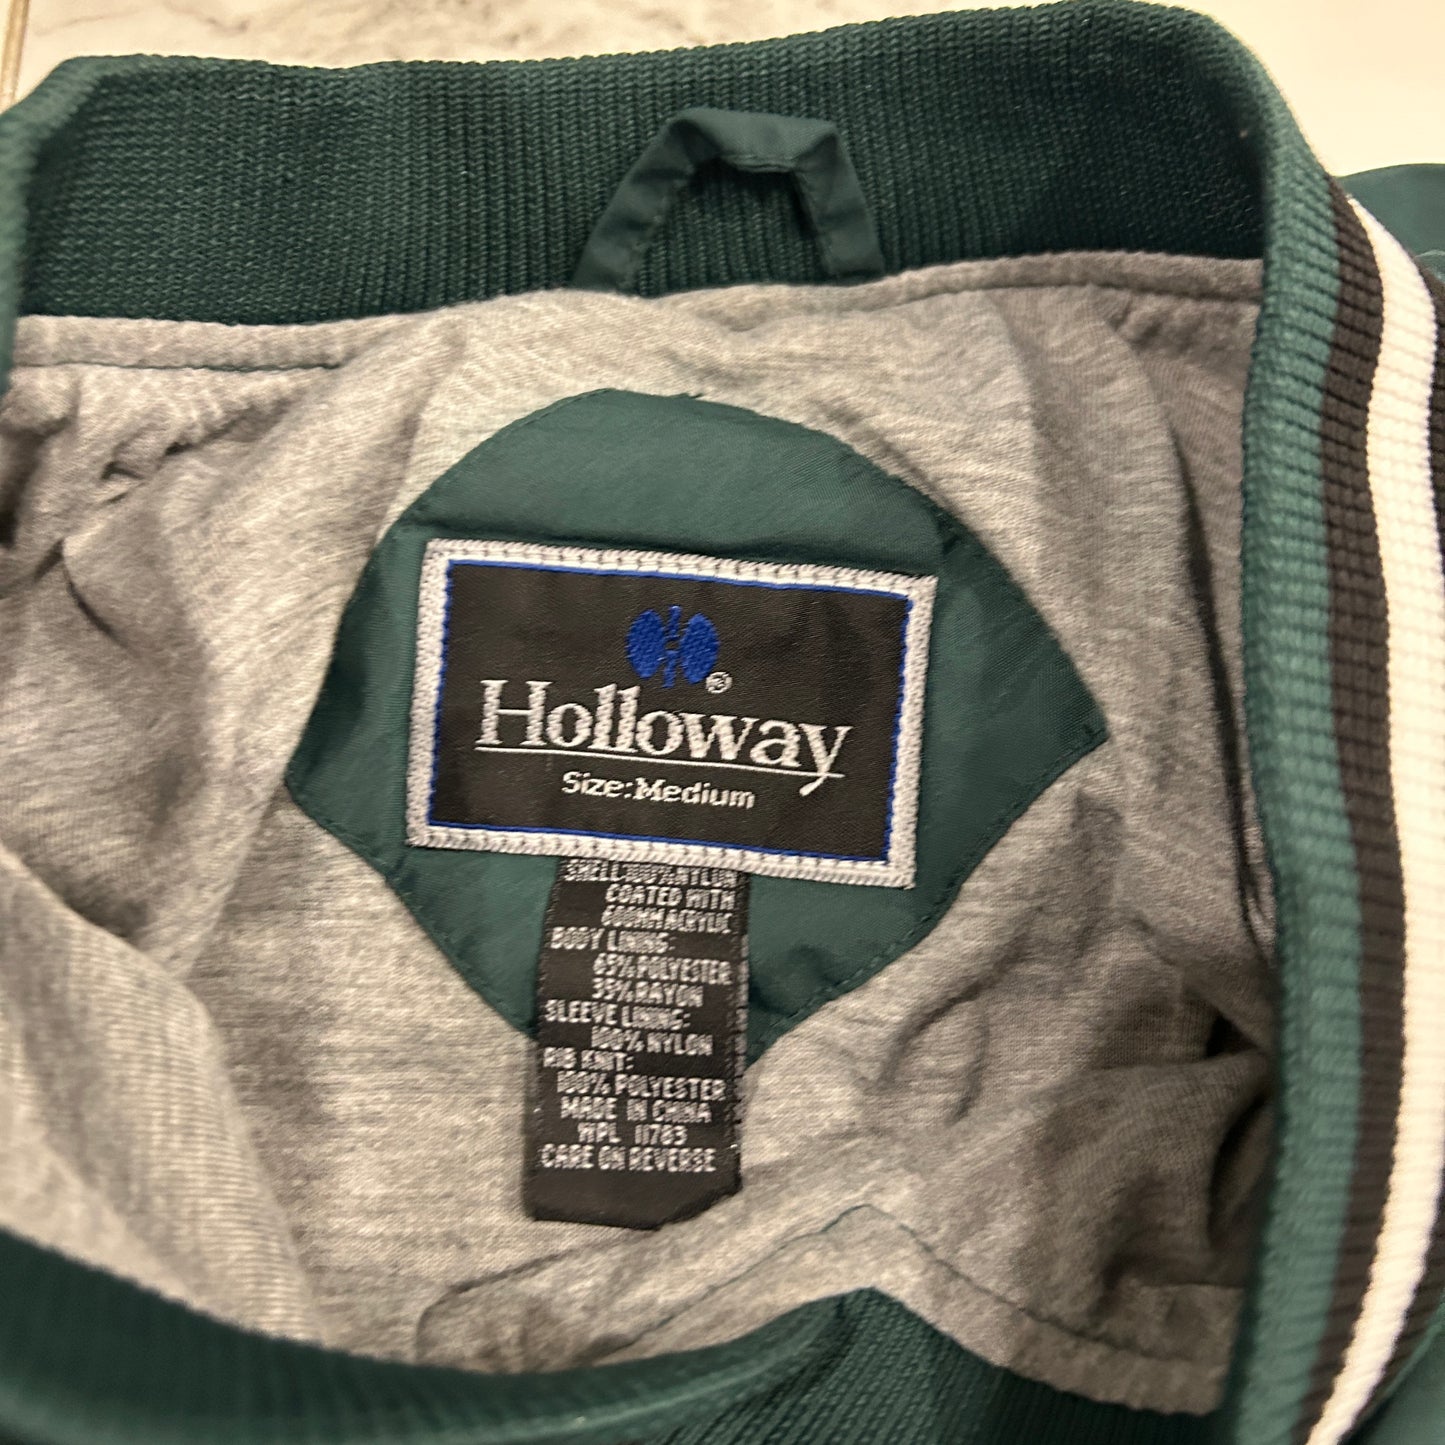 H
®
Holloway
Size:Medium
SHELL:100%NYLON
COATED WITH
600MM ACRYLIC
BODY LINING:
65%POLYESTER
35%RAYON
SLEEVE LINING:
100%NYLON
RIB KNIT:
100% POLYESTER
MADE IN CHINA
WPL 11783
CARE ON REVERSE